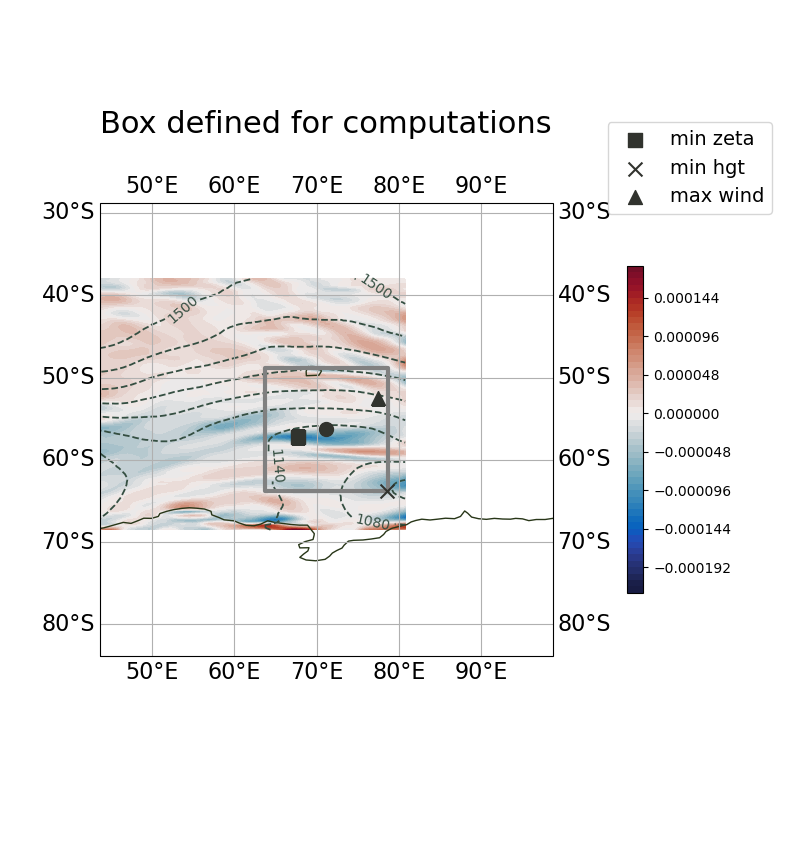 Box defined for computations
min zeta
min hgt
max wind
50°E 60°E 70°E 80°E 90°E
30°S 30°S
40°S 40°S
50°S 50°S
60°S 60°S
70°S 70°S
80°S 80°S
50°E 60°E 70°E 80°E 90°E
1500
1500
1140
1080
0.000144
0.000096
0.000048
0.000000
−0.000048
−0.000096
−0.000144
−0.000192